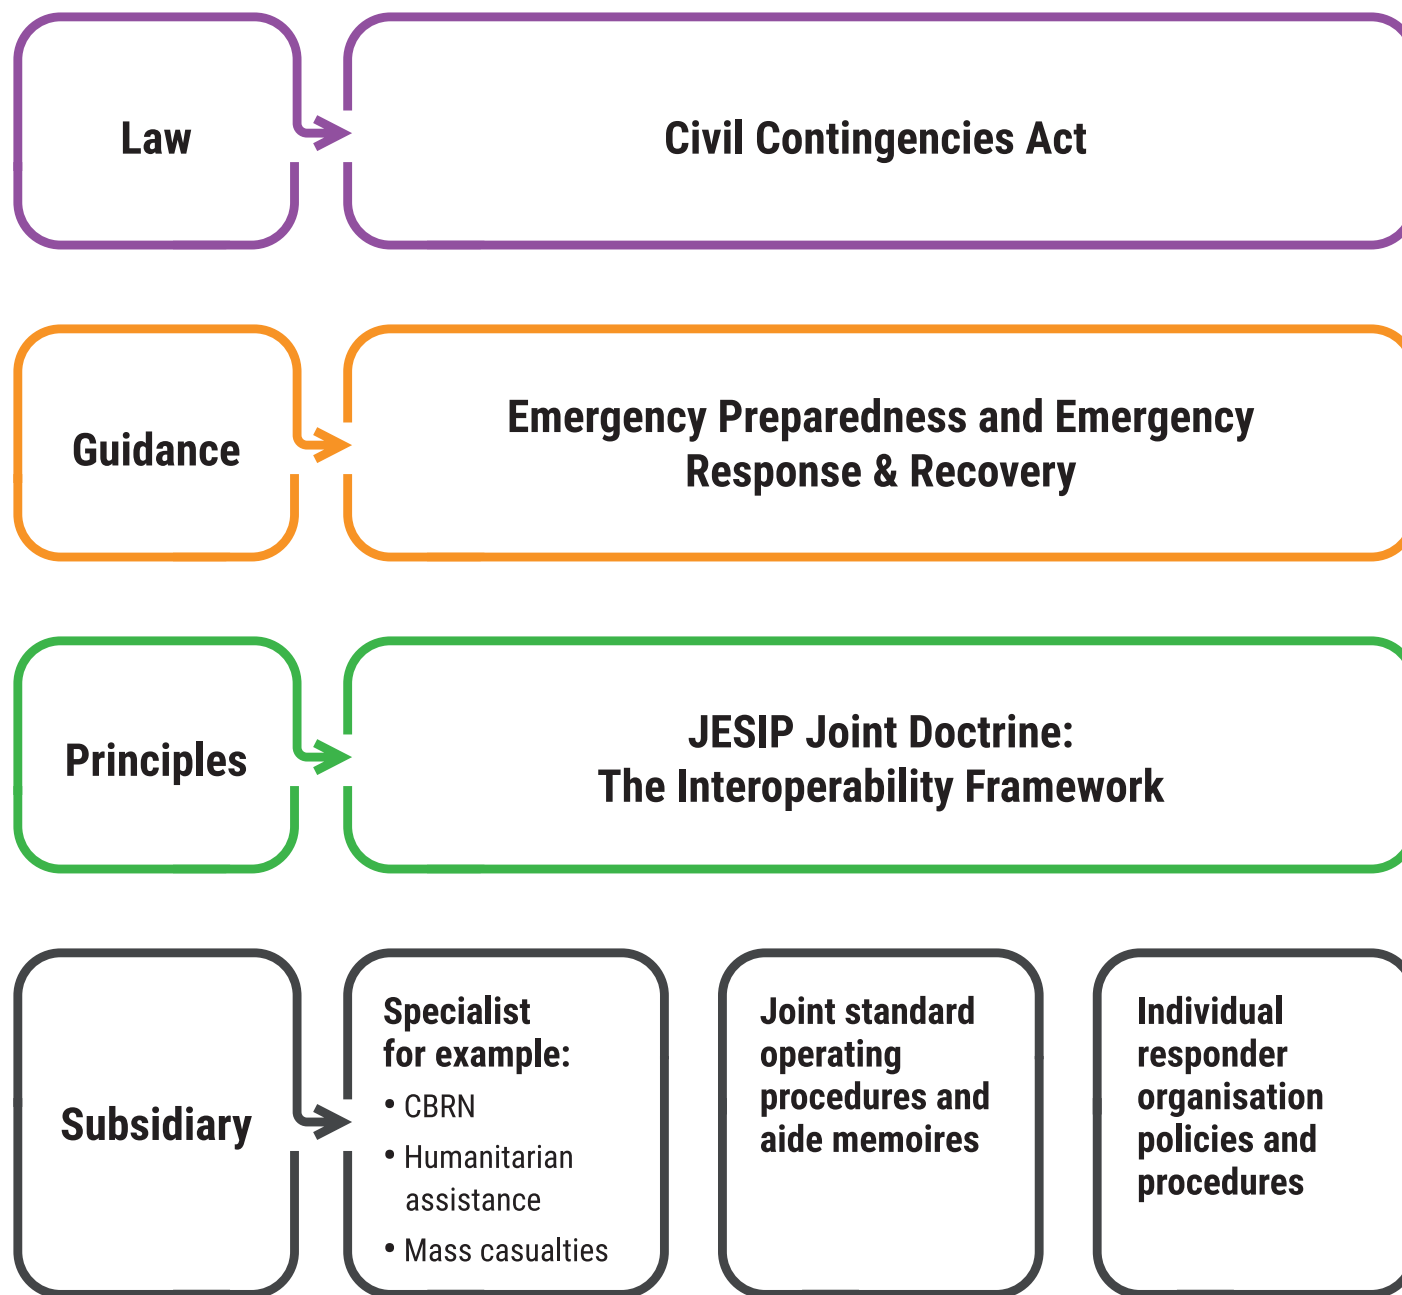 Law
Civil Contingencies Act
Guidance
Emergency Preparedness and Emergency
Response & Recovery
Principles
JESIP Joint Doctrine:
The Interoperability Framework
Subsidiary
Specialist
for example:
• CBRN
• Humanitarian
assistance
• Mass casualties
Joint standard
operating
procedures and
aide memoires
Individual
responder
organisation
policies and
procedures